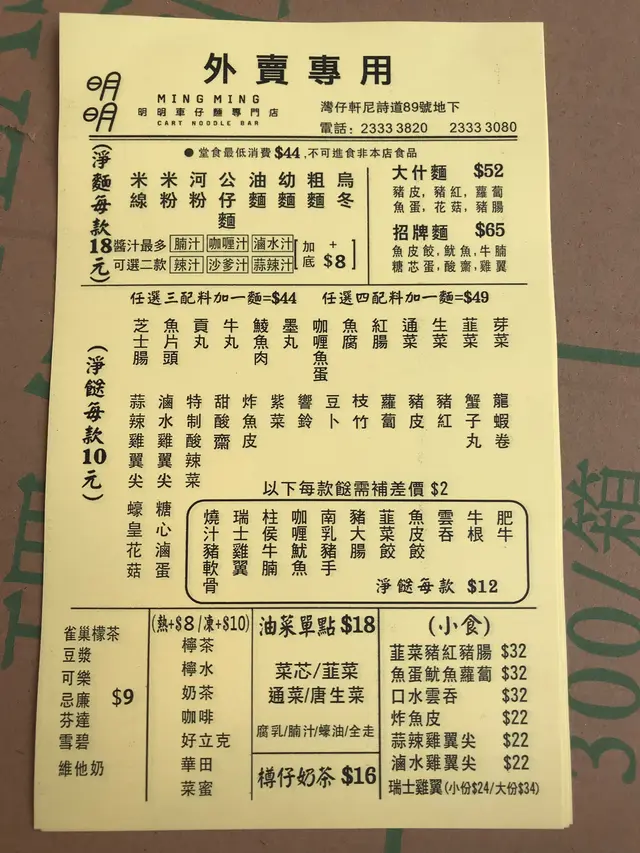 外賣專用
明明
MING MING
明明車仔麵專門店
CART NOODLE BAR
灣仔軒尼詩道89號地下
電話：2333 3820 2333 3080
●堂食最低消費$44，不可進食非本店食品
(淨麵每款18元)
米線
米粉
河粉
公仔麵
油麵
幼麵
粗麵
烏冬
醬汁最多可選二款
腩汁 咖喱汁 滷水汁
辣汁 沙爹汁 蒜辣汁
加底+$8
大什麵 $52
豬皮，豬紅，蘿蔔
魚蛋，花菇，豬腸
招牌麵 $65
魚皮餃，魷魚，牛腩
糖芯蛋，酸齋，雞翼
任選三配料加一麵=$44 任選四配料加一麵=$49
(淨餸每款10元)
芝士腸
魚片頭
貢丸
牛丸
鯪魚肉
墨丸
咖喱魚蛋
魚腐
紅腸
通菜
生菜
韮菜
芽菜
蒜辣雞翼尖
滷水雞翼尖
特制酸辣菜
甜酸齋
炸魚皮
紫菜
響鈴
豆卜
枝竹
蘿蔔
豬皮
豬紅
蟹子丸
龍蝦卷
蠔皇花菇
糖心滷蛋
以下每款餸需補差價 $2
燒汁豬軟骨
瑞士雞翼
柱侯牛腩
咖喱魷魚
南乳豬手
豬大腸
韮菜餃
魚皮餃
雲吞
牛根
肥牛
淨餸每款 $12
雀巢檬茶
豆漿
可樂
忌廉
芬達
雪碧
維他奶
$9
(熱+$8/凍+$10)
檸茶
檸水
奶茶
咖啡
好立克
華田
菜蜜
油菜單點 $18
菜芯/韮菜
通菜/唐生菜
腐乳/腩汁/蠔油/全走
樽仔奶茶 $16
(小食)
韮菜豬紅豬腸 $32
魚蛋魷魚蘿蔔 $32
口水雲吞 $32
炸魚皮 $22
蒜辣雞翼尖 $22
滷水雞翼尖 $22
瑞士雞翼(小份$24/大份$34)
300/箱